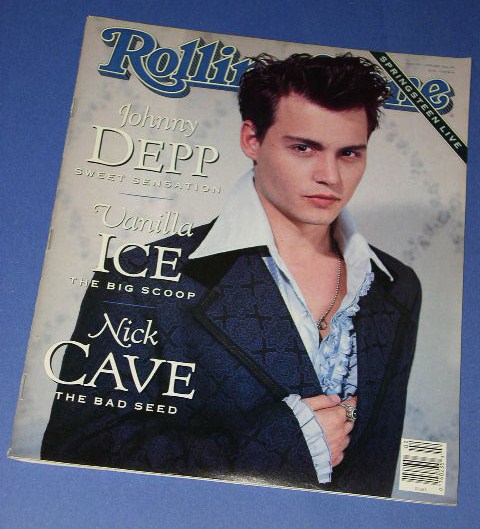 Rolling Stone
SPRINGSTEEN LIVE
Johnny
DEPP
SWEET SENSATION
Vanilla
ICE
THE BIG SCOOP
Nick
CAVE
THE BAD SEED